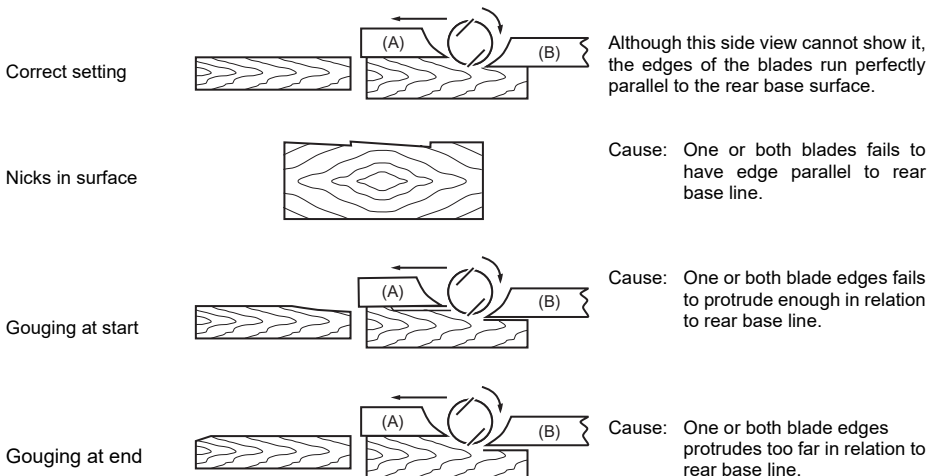 (A)
(B)
Correct setting
Although this side view cannot show it,
the edges of the blades run perfectly
parallel to the rear base surface.
Nicks in surface
Cause: One or both blades fails to
have edge parallel to rear
base line.
(A)
(B)
Gouging at start
Cause: One or both blade edges fails
to protrude enough in relation
to rear base line.
(A)
(B)
Gouging at end
Cause: One or both blade edges
protrudes too far in relation to
rear base line.